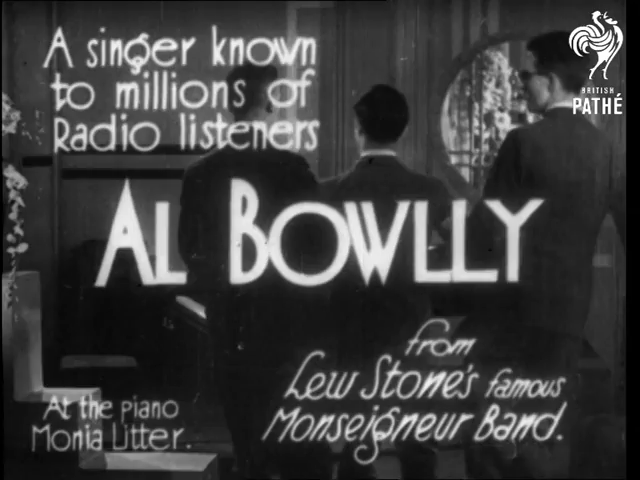 A singer known
to millions of
Radio listeners
AL BOWLLY
from
Lew Stone's famous
Monseigneur Band.
At the piano
Monia Litter.
BRITISH
PATHÉ